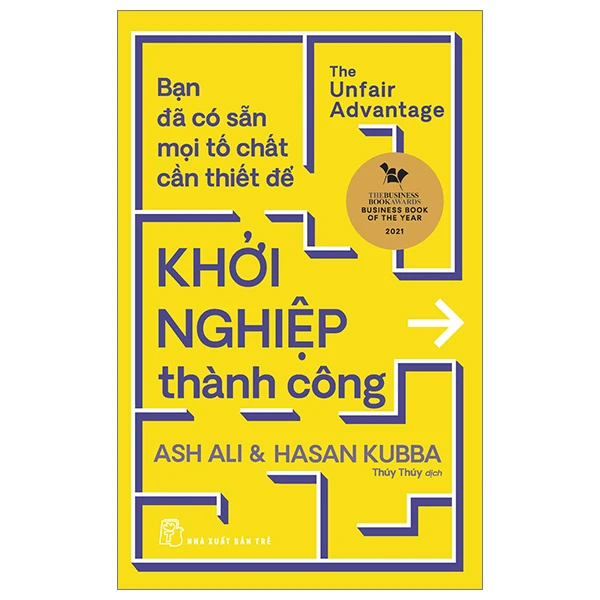 Bạn
đã có sẵn
mọi tố chất
cần thiết để
The
Unfair
Advantage
THE BUSINESS
BOOK AWARDS
BUSINESS BOOK
OF THE YEAR
2021
KHỞI
NGHIỆP
thành công
ASH ALI & HASAN KUBBA
Thúy Thúy dịch
NHÀ XUẤT BẢN TRẺ